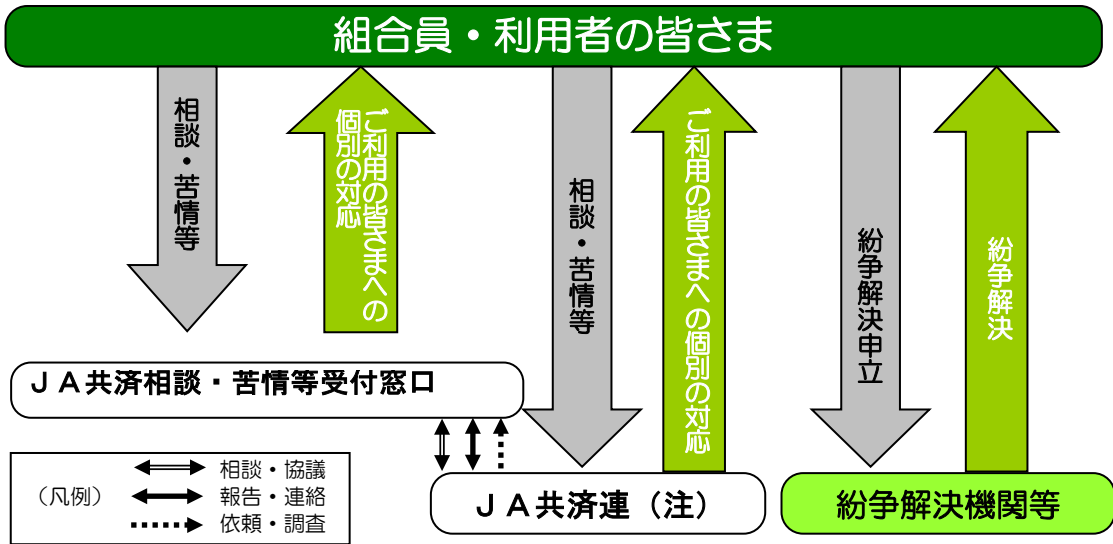 組合員・利用者の皆さま
相談・苦情等
ご利用の皆さまへの
個別の対応
相談・苦情等
ご利用の皆さまへの個別の対応
紛争解決申立
紛争解決
ＪＡ共済相談・苦情等受付窓口
（凡例）
相談・協議
報告・連絡
依頼・調査
ＪＡ共済連（注）
紛争解決機関等